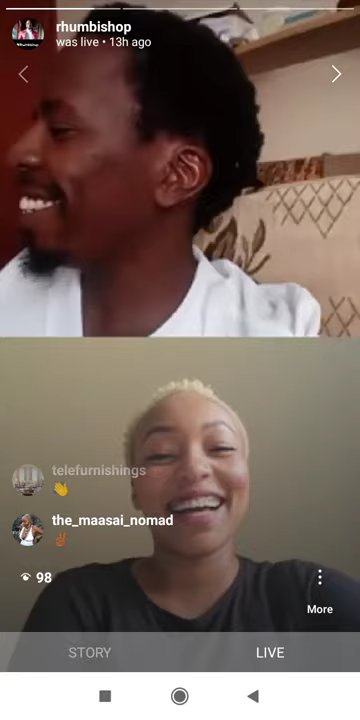 rhumbishop
was live • 13h ago
telefurnishings
👋
the_maasai_nomad
✌🏾
98
More
STORY
LIVE